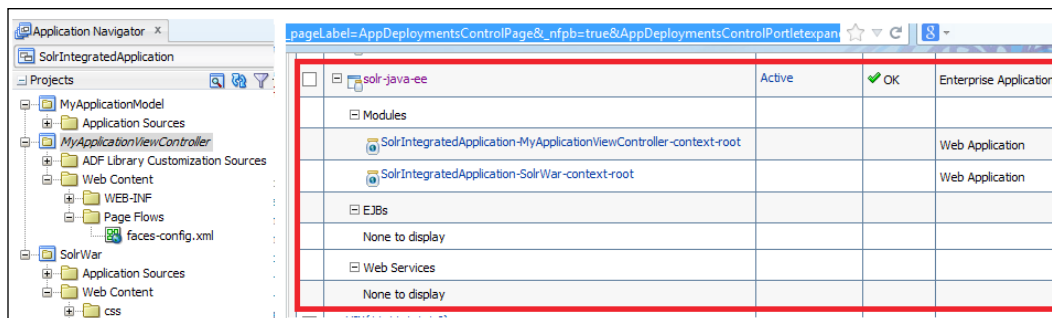 Application Navigator x
SolrIntegratedApplication
Projects
MyApplicationModel
Application Sources
MyApplicationViewController
ADF Library Customization Sources
Web Content
WEB-INF
Page Flows
faces-config.xml
SolrWar
Application Sources
Web Content
css
_pageLabel=AppDeploymentsControlPage&_nfpb=true&AppDeploymentsControlPortletexpan
8
solr-java-ee Active OK Enterprise Application
Modules
SolrIntegratedApplication-MyApplicationViewController-context-root Web Application
SolrIntegratedApplication-SolrWar-context-root Web Application
EJBs
None to display
Web Services
None to display